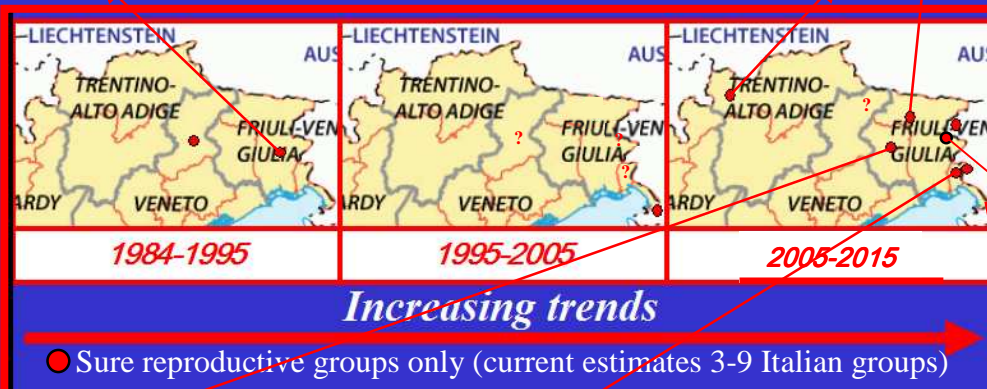 LIECHTENSTEIN
AUS
TRENTINO-
ALTO ADIGE
FRIULI-VEN
GIULIA
ARDY
VENETO
1984-1995
LIECHTENSTEIN
AUS
TRENTINO-
ALTO ADIGE
?
?
FRIULI-VEN
GIULIA
?
ARDY
VENETO
1995-2005
LIECHTENSTEIN
AUS
TRENTINO-
ALTO ADIGE
?
FRIULI-VEN
GIULIA
ARDY
VENETO
2005-2015
Increasing trends
Sure reproductive groups only (current estimates 3-9 Italian groups)